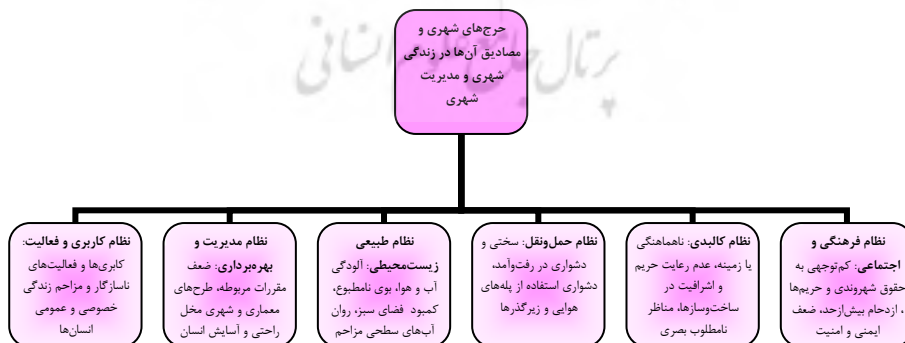 پرتال جامع علوم انسانی
حرج‌های شهری و
مصادیق آن‌ها در زندگی
شهری و مدیریت
شهری
نظام فرهنگی و
اجتماعی: کم‌توجهی به
حقوق شهروندی و حریم‌ها
، ازدحام بیش‌ازحد، ضعف
ایمنی و امنیت
نظام کالبدی: ناهماهنگی
با زمینه، عدم رعایت حریم
و اشرافیت در
ساخت‌وسازها، مناظر
نامطلوب بصری
نظام حمل‌ونقل: سختی و
دشواری در رفت‌وآمد،
دشواری استفاده از پله‌های
هوایی و زیرگذرها
نظام طبیعی
زیست‌محیطی: آلودگی
آب و هوا، بوی نامطبوع،
کمبود فضای سبز، روان
آب‌های سطحی مزاحم
نظام مدیریت و
بهره‌برداری: ضعف
مقررات مربوطه، طرح‌های
معماری و شهری مخل
راحتی و آسایش انسان
نظام کاربری و فعالیت:
کابری‌ها و فعالیت‌های
ناسازگار و مزاحم زندگی
خصوصی و عمومی
انسان‌ها